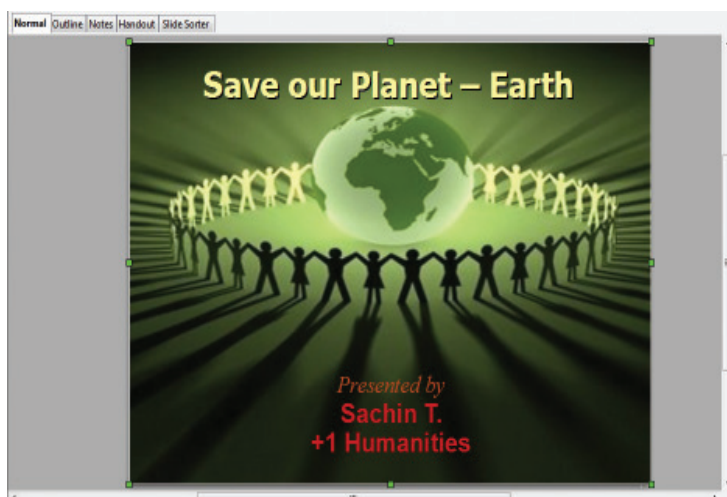 Normal Outline Notes Handout Slide Sorter
Save our Planet – Earth
Presented by
Sachin T.
+1 Humanities